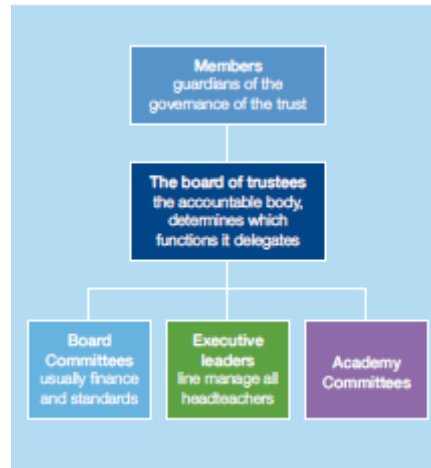 Members
guardians of the
governance of the trust
The board of trustees
the accountable body,
determines which
functions it delegates
Board
Committees
usually finance
and standards
Executive
leaders
line manage all
headteachers
Academy
Committees